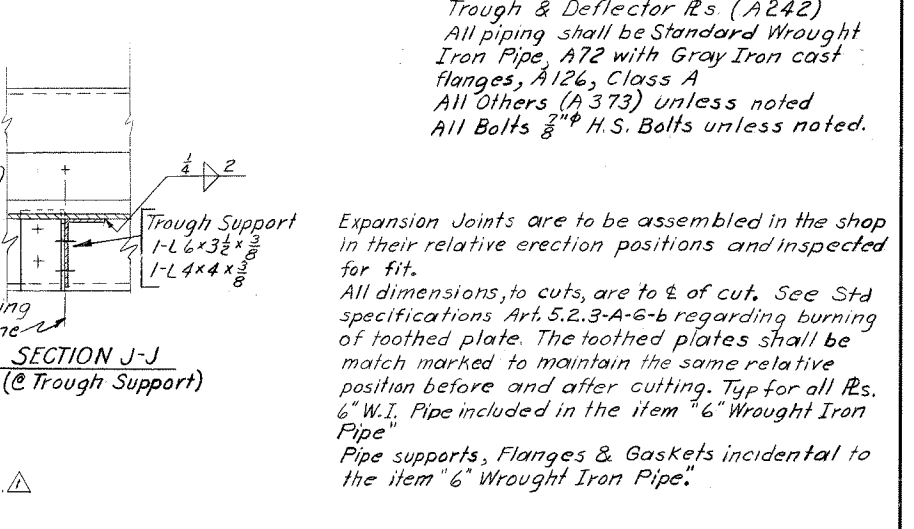 Trough & Deflector ℞s. (A242)
All piping shall be Standard Wrought
Iron Pipe, A72 with Gray Iron cast
flanges, A126, Class A
All Others (A373) unless noted
All Bolts 7/8"φ H.S. Bolts unless noted.
1/4 2
Trough Support
1-L 6×3½×3/8
1-L 4×4×3/8
SECTION J-J
(@ Trough Support)
Expansion Joints are to be assembled in the shop
in their relative erection positions and inspected
for fit.
All dimensions, to cuts, are to ℄ of cut. See Std
specifications Art. 5.2.3-A-6-b regarding burning
of toothed plate. The toothed plates shall be
match marked to maintain the same relative
position before and after cutting. Typ for all ℞s.
6" W.I. Pipe included in the item "6" Wrought Iron
Pipe"
Pipe supports, Flanges & Gaskets incidental to
the item "6" Wrought Iron Pipe".